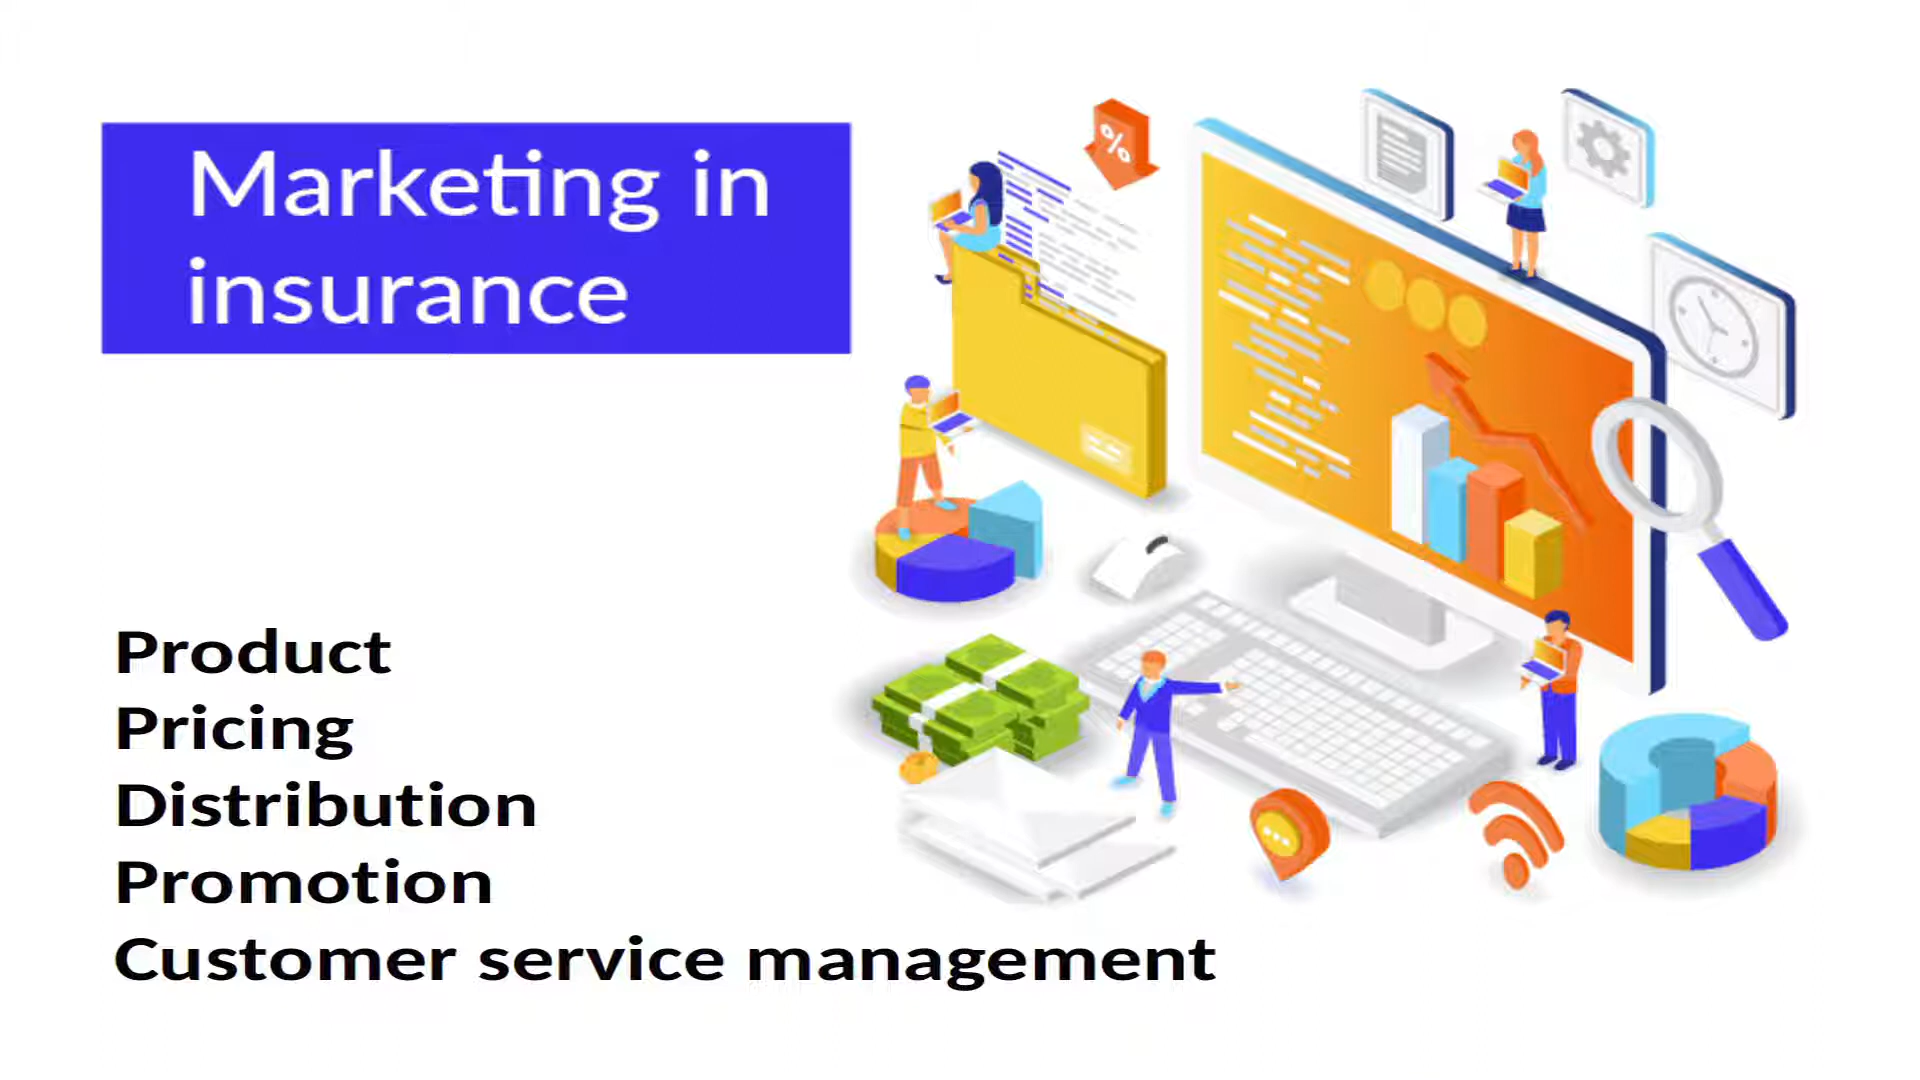 Marketing in
insurance
%
Product
Pricing
Distribution
Promotion
Customer service management